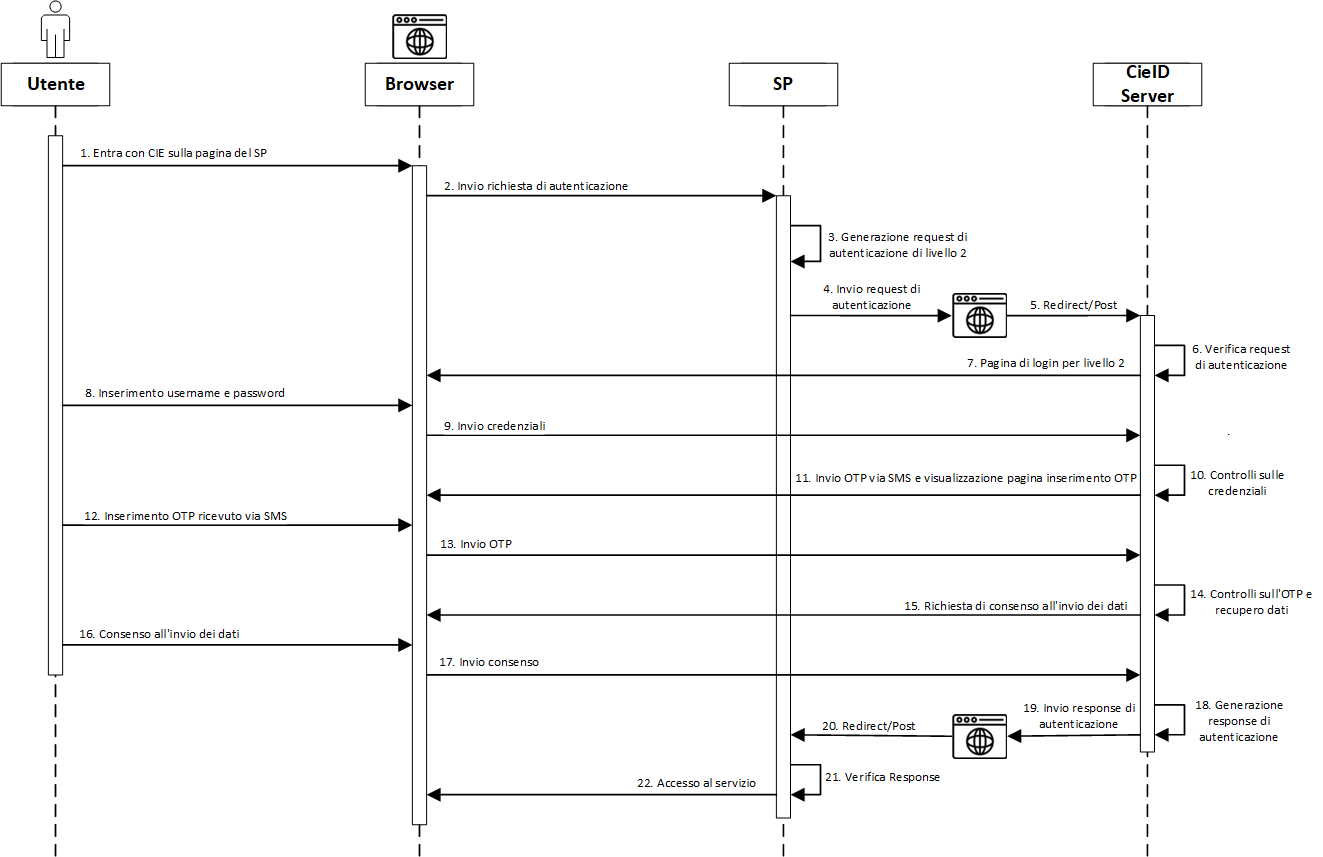 Utente
Browser
SP
CieID
Server
1. Entra con CIE sulla pagina del SP
2. Invio richiesta di autenticazione
3. Generazione request di
autenticazione di livello 2
4. Invio request di
autenticazione
5. Redirect/Post
6. Verifica request
di autenticazione
7. Pagina di login per livello 2
8. Inserimento username e password
9. Invio credenziali
10. Controlli sulle
credenziali
11. Invio OTP via SMS e visualizzazione pagina inserimento OTP
12. Inserimento OTP ricevuto via SMS
13. Invio OTP
14. Controlli sull'OTP e
recupero dati
15. Richiesta di consenso all'invio dei dati
16. Consenso all'invio dei dati
17. Invio consenso
18. Generazione
response di
autenticazione
19. Invio response di
autenticazione
20. Redirect/Post
21. Verifica Response
22. Accesso al servizio